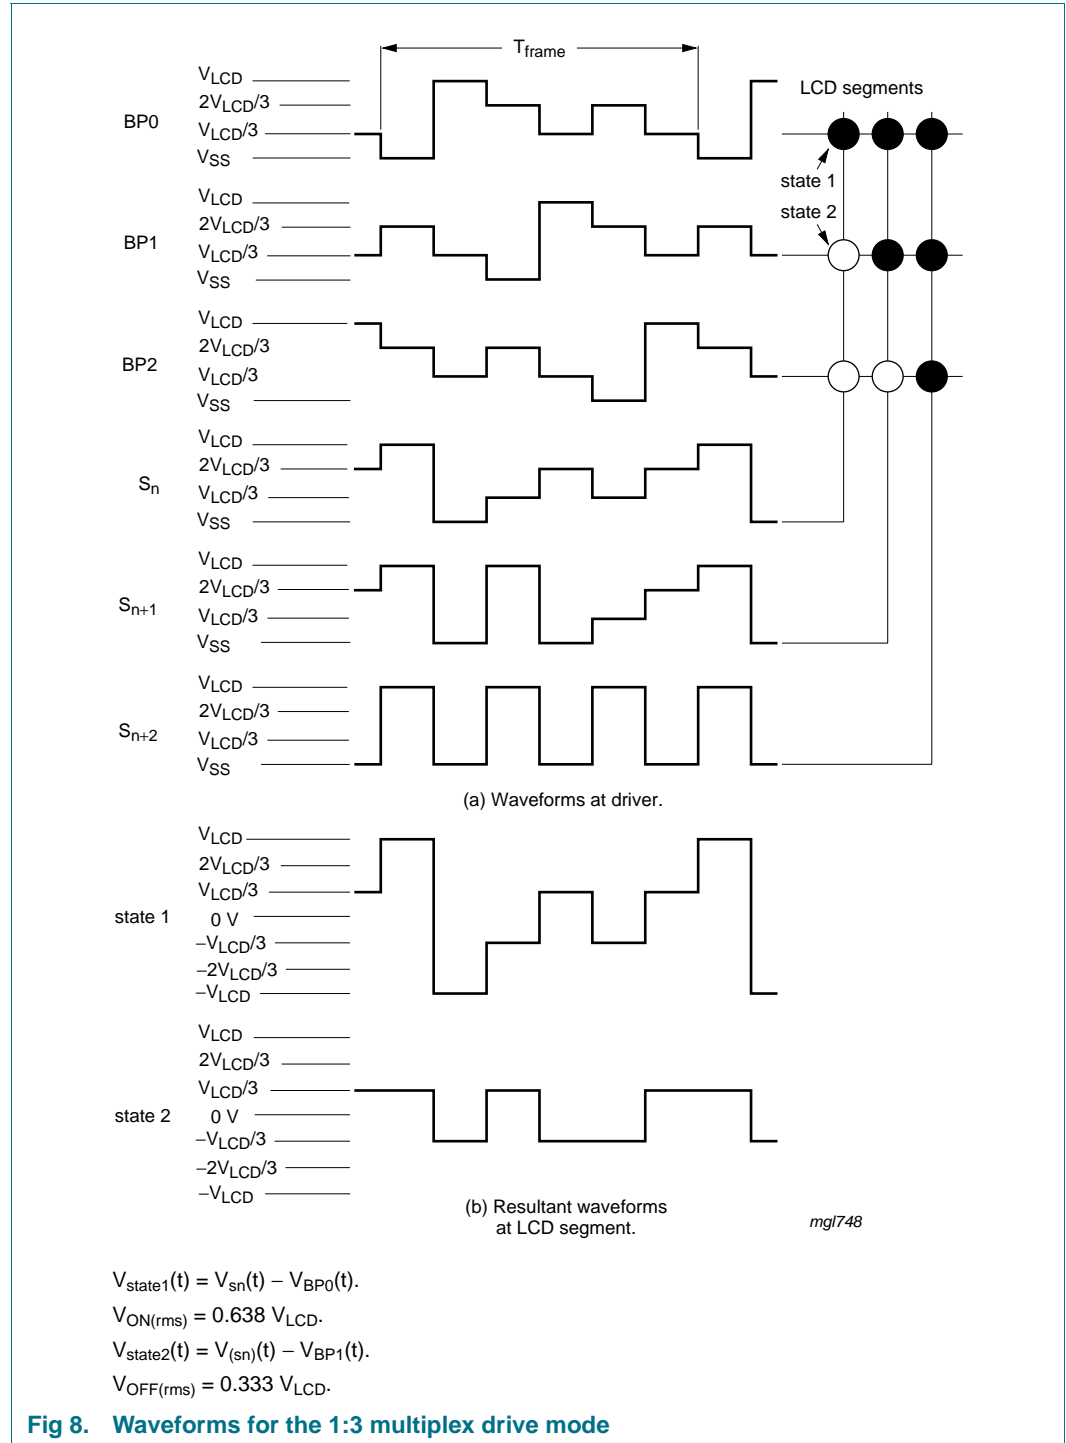 Tframe
VLCD
2VLCD/3
BP0
VLCD/3
VSS
LCD segments
state 1
state 2
VLCD
2VLCD/3
BP1
VLCD/3
VSS
VLCD
2VLCD/3
BP2
VLCD/3
VSS
VLCD
2VLCD/3
Sn
VLCD/3
VSS
VLCD
2VLCD/3
Sn+1
VLCD/3
VSS
VLCD
2VLCD/3
Sn+2
VLCD/3
VSS
(a) Waveforms at driver.
VLCD
2VLCD/3
VLCD/3
state 1
0 V
−VLCD/3
−2VLCD/3
−VLCD
VLCD
2VLCD/3
VLCD/3
state 2
0 V
−VLCD/3
−2VLCD/3
−VLCD
(b) Resultant waveforms
at LCD segment.
mgl748
Vstate1(t) = Vsn(t) − VBP0(t).
VON(rms) = 0.638 VLCD.
Vstate2(t) = V(sn)(t) − VBP1(t).
VOFF(rms) = 0.333 VLCD.
Fig 8. Waveforms for the 1:3 multiplex drive mode